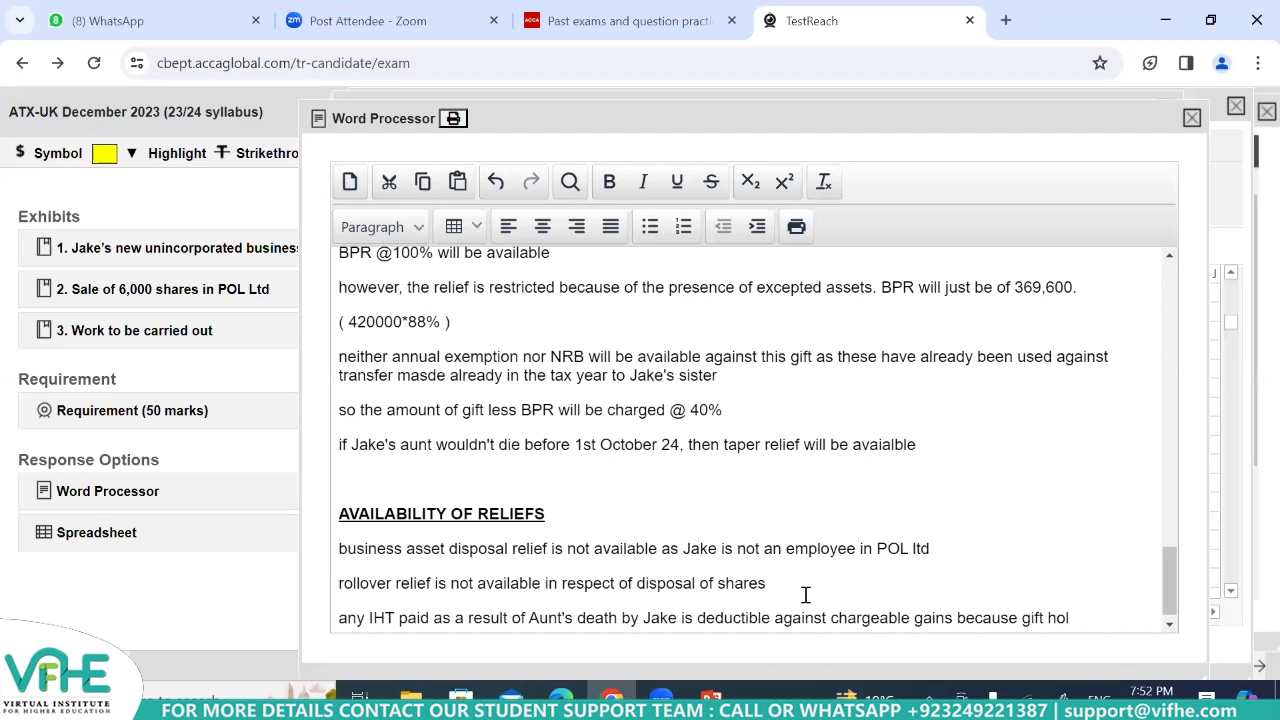 (8) WhatsApp
Post Attendee - Zoom
Past exams and question practi
TestReach
cbept.accaglobal.com/tr-candidate/exam
ATX-UK December 2023 (23/24 syllabus)
Word Processor
$ Symbol
Highlight
Strikethro
Paragraph
Exhibits
1. Jake's new unincorporated business
2. Sale of 6,000 shares in POL Ltd
3. Work to be carried out
Requirement
Requirement (50 marks)
Response Options
Word Processor
Spreadsheet
BPR @100% will be available
however, the relief is restricted because of the presence of excepted assets. BPR will just be of 369,600.
( 420000*88% )
neither annual exemption nor NRB will be available against this gift as these have already been used against
transfer masde already in the tax year to Jake's sister
so the amount of gift less BPR will be charged @ 40%
if Jake's aunt wouldn't die before 1st October 24, then taper relief will be avaialble
AVAILABILITY OF RELIEFS
business asset disposal relief is not available as Jake is not an employee in POL ltd
rollover relief is not available in respect of disposal of shares
any IHT paid as a result of Aunt's death by Jake is deductible against chargeable gains because gift hol
J
7:52 PM
VIFHE
VIRTUAL INSTITUTE
FOR HIGHER EDUCATION
FOR MORE DETAILS CONTACT OUR STUDENT SUPPORT TEAM : CALL OR WHATSAPP +923249221387 | support@vifhe.com